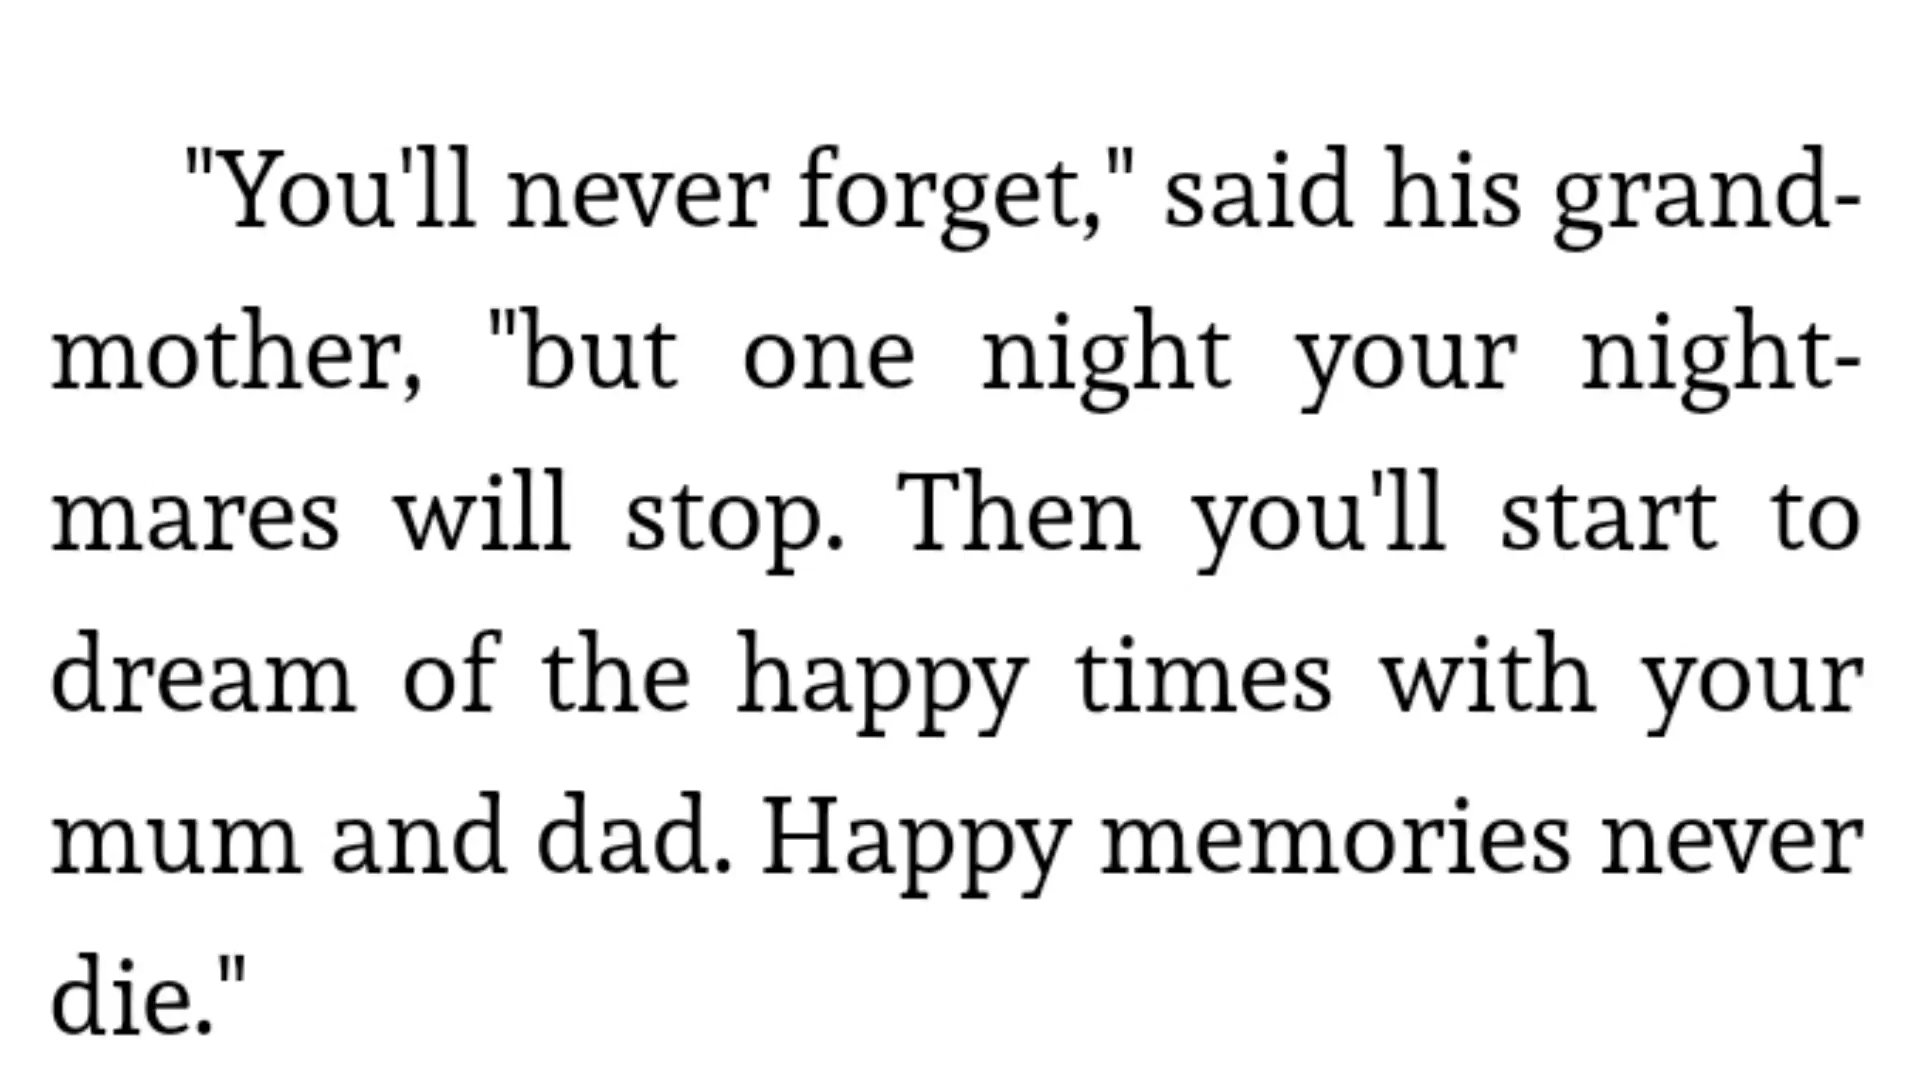 "You'll never forget," said his grand-
mother, "but one night your night-
mares will stop. Then you'll start to
dream of the happy times with your
mum and dad. Happy memories never
die."